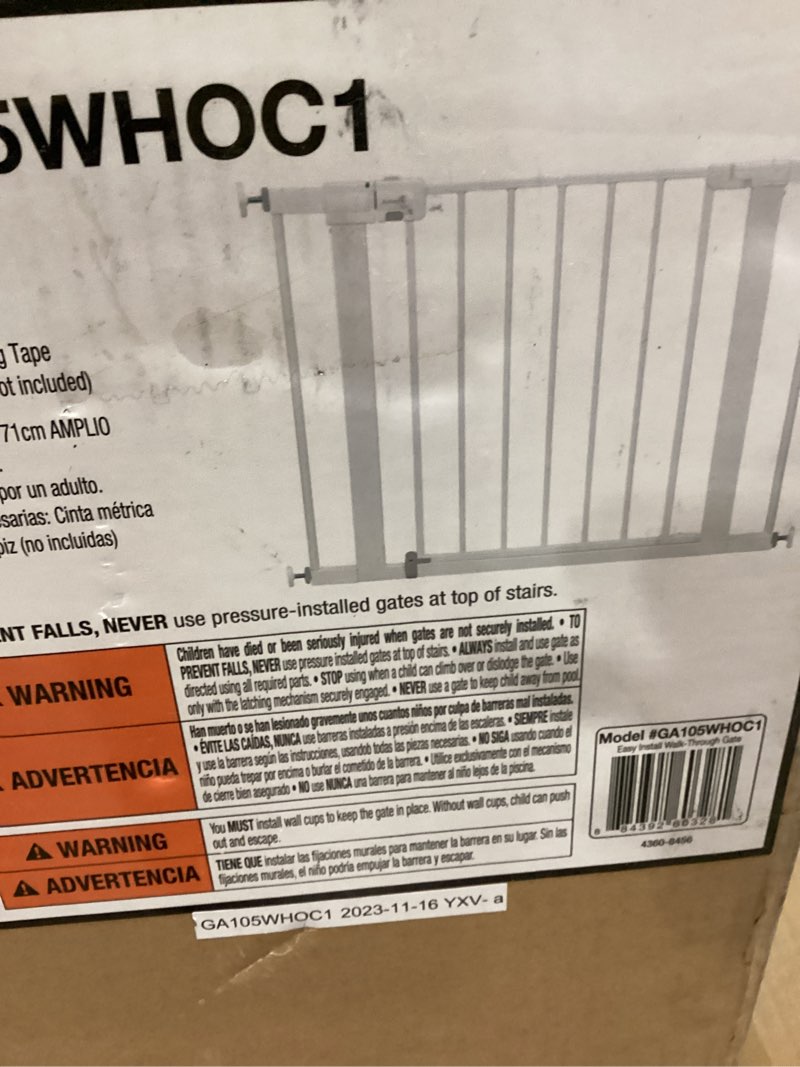 5WHOC1
g Tape
ot included)
71cm AMPLIO
por un adulto.
sarias: Cinta métrica
piz (no incluidas)
NT FALLS, NEVER use pressure-installed gates at top of stairs.
WARNING
Children have died or been seriously injured when gates are not securely installed. • TO
PREVENT FALLS, NEVER use pressure installed gates at top of stairs. • ALWAYS install and use gate as
directed using all required parts. • STOP using when a child can climb over or dislodge the gate. • Use
only with the latching mechanism securely engaged. • NEVER use a gate to keep child away from pool.
ADVERTENCIA
Han muerto o se han lesionado gravemente unos cuantos niños por culpa de barreras mal instaladas.
• EVITE LAS CAÍDAS, NUNCA use barreras instaladas a presión encima de las escaleras. • SIEMPRE instale
y use la barrera según las instrucciones, usandob todas las piezas necesarias. • NO SIGA usando cuando el
niño pueda trepar por encima o burlar el cometido de la barrera. • Utilice exclusivamente con el mecanismo
de cierre bien asegurado • NO use NUNCA una barrera para mantener al niño lejos de la piscina.
WARNING
You MUST install wall cups to keep the gate in place. Without wall cups, child can push
out and escape.
ADVERTENCIA
TIENE QUE instalar las fijaciones murales para mantener la barrera en su lugar. Sin las
fijaciones murales, el niño podría empujar la barrera y escapar.
Model #GA105WHOC1
Easy Install Walk-Through Gate
8 84392 60328
4360-8456
GA105WHOC1 2023-11-16 YXV- a